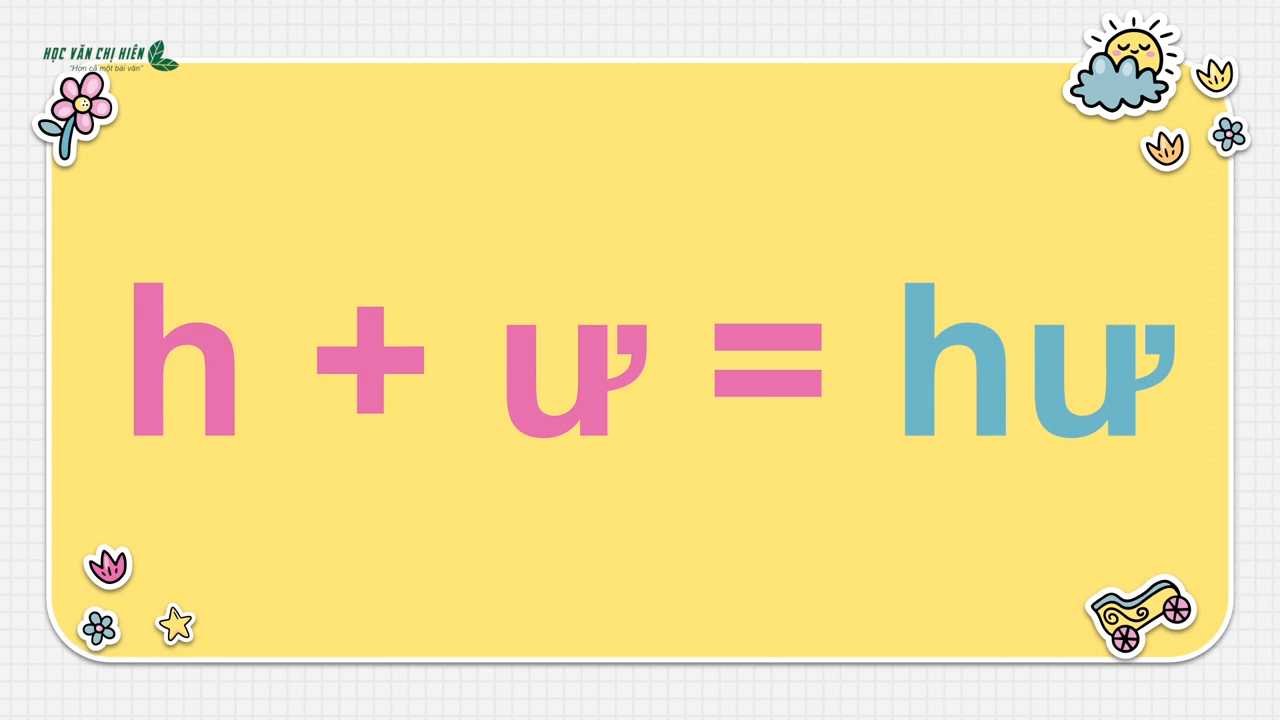 HỌC VĂN CHỊ HIÊN
"Hơn cả một bài văn"
h + ư = hư